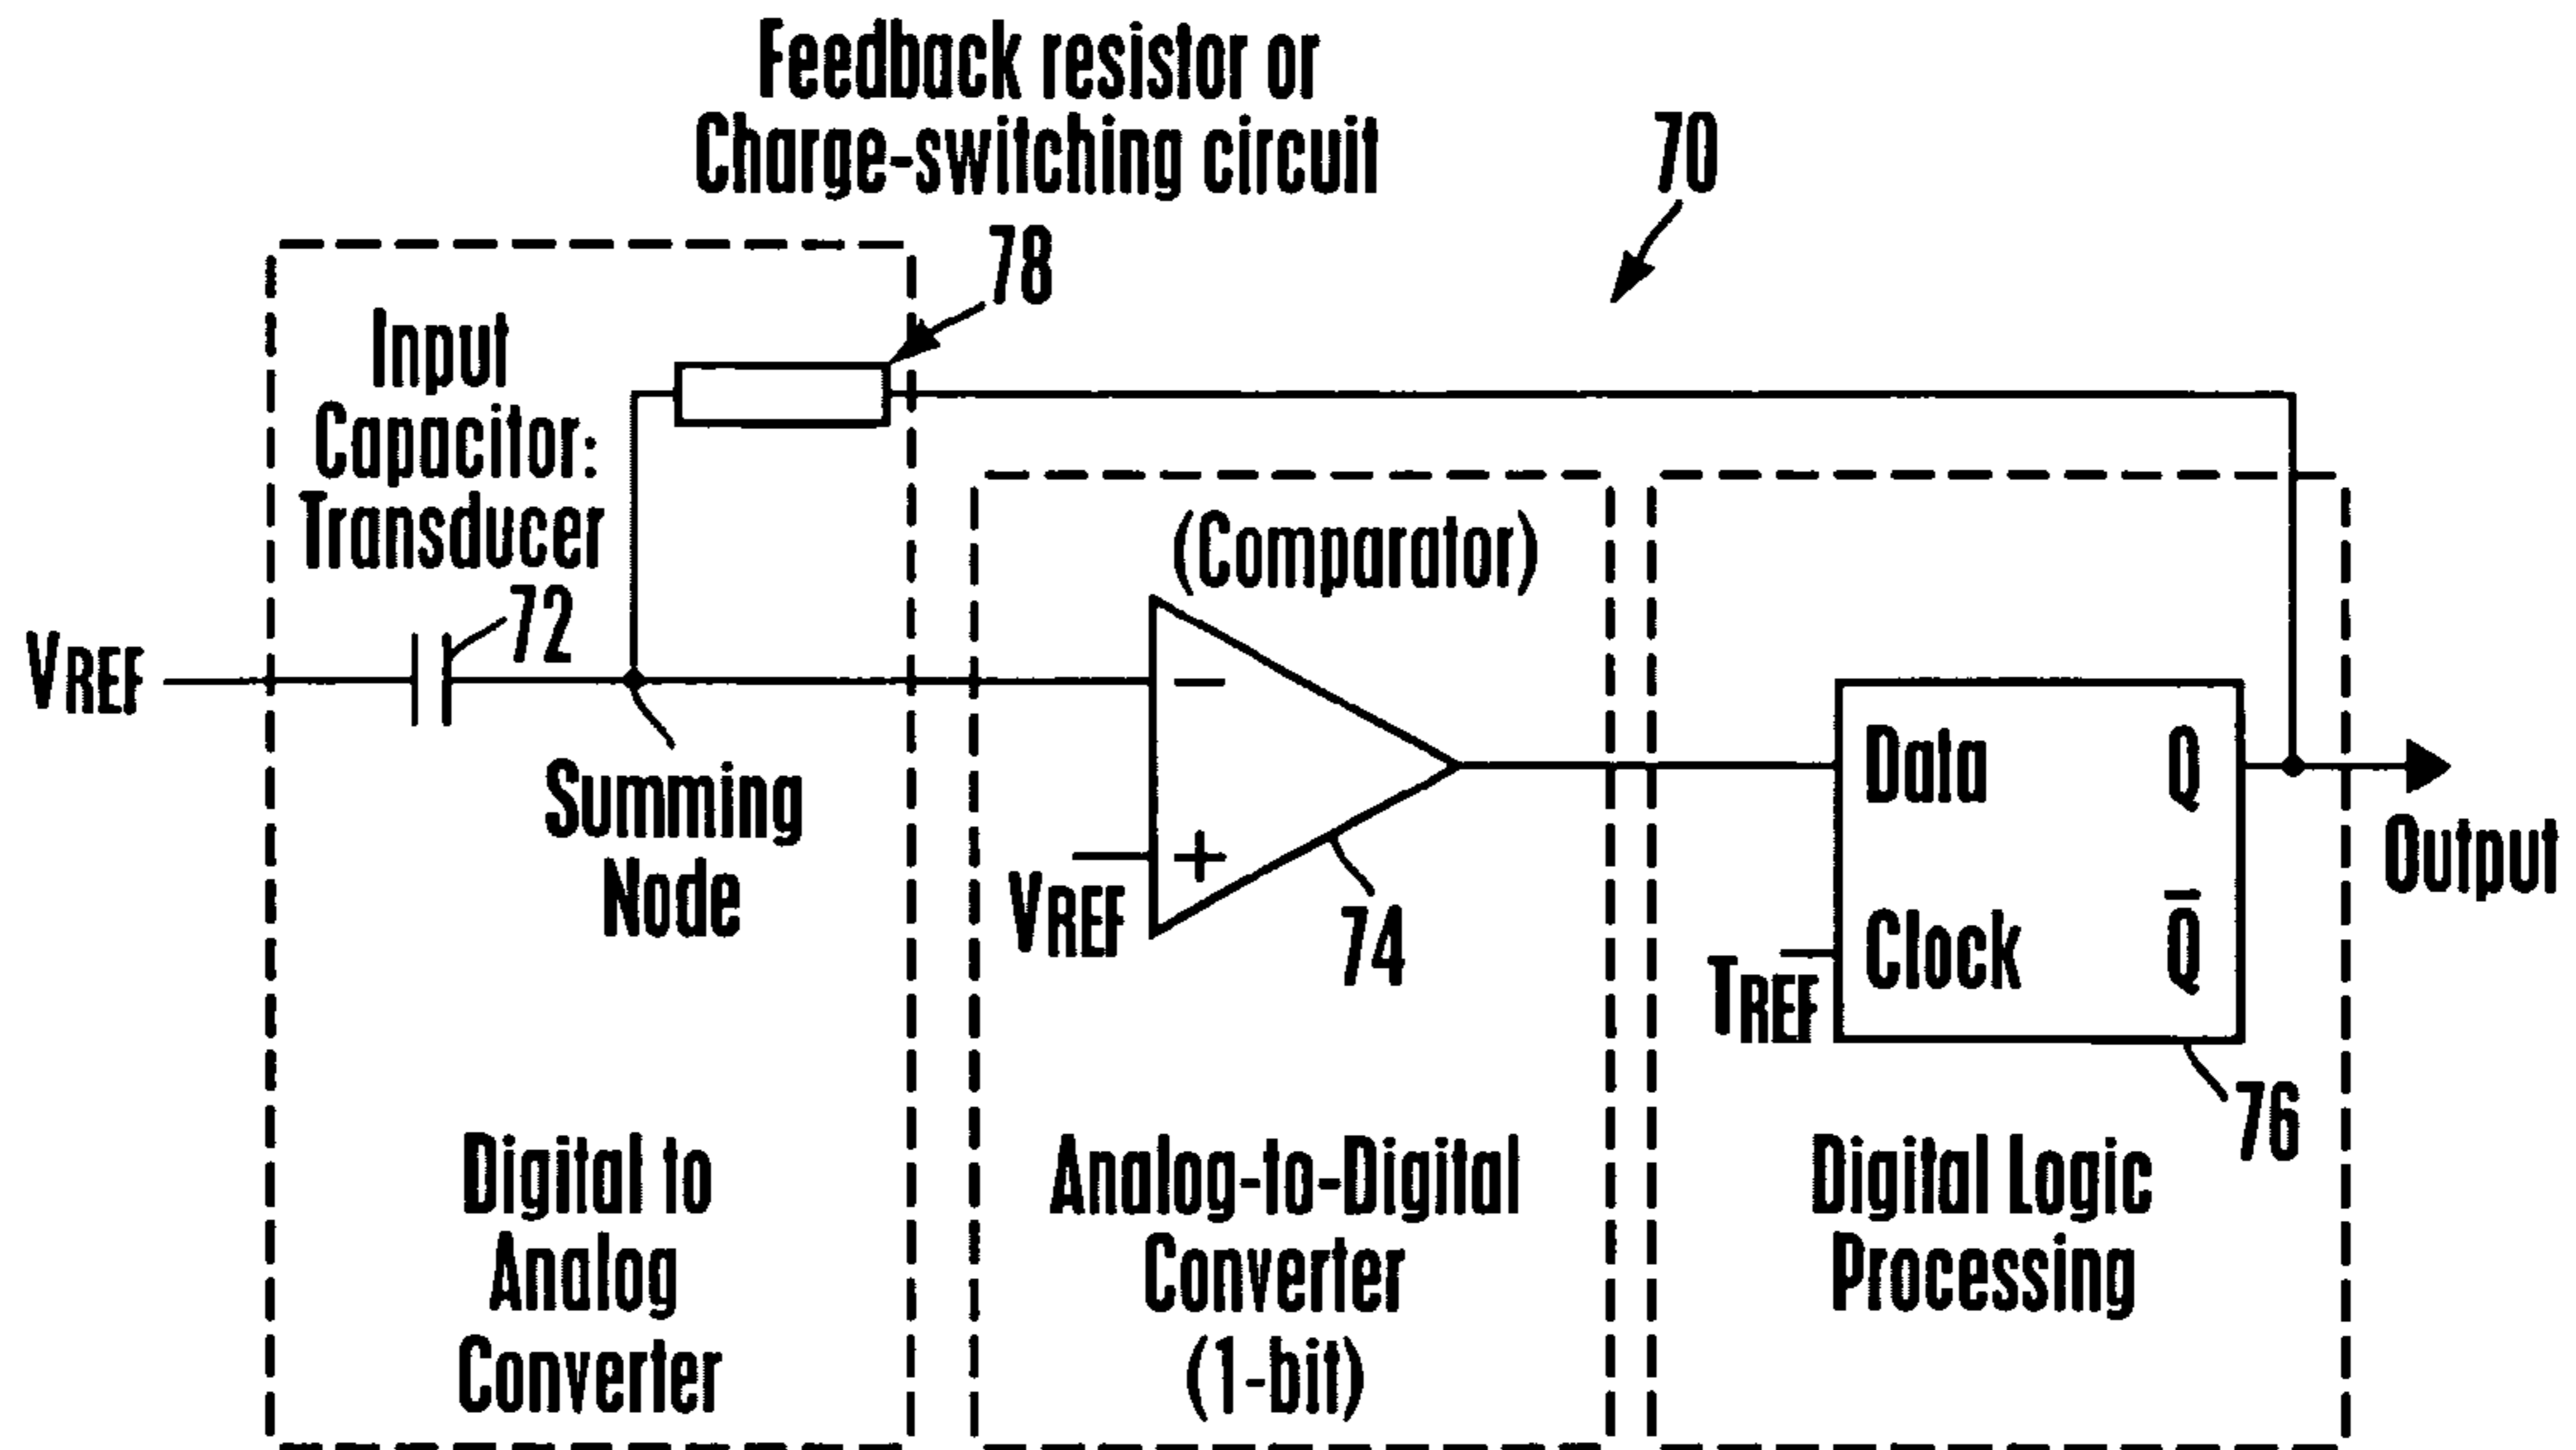 Feedback resistor or
Charge-switching circuit
70
78
Input
Capacitor:
Transducer
72
VREF
Summing
Node
Digital to
Analog
Converter
(Comparator)
−
+
VREF
74
Analog-to-Digital
Converter
(1-bit)
Data Q
Clock Q̅
TREF
76
Output
Digital Logic
Processing